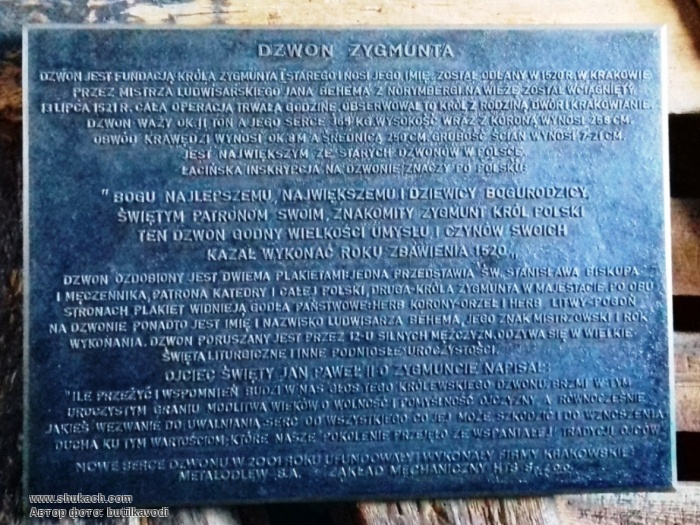 DZWON ZYGMUNTA
DZWON JEST FUNDACJĄ KRÓLA ZYGMUNTA I STAREGO I NOSI JEGO IMIĘ. ZOSTAŁ ODLANY W 1520 R. W KRAKOWIE
PRZEZ MISTRZA LUDWISARSKIEGO JANA BEHEMA Z NORYMBERGI. NA WIEŻĘ ZOSTAŁ WCIĄGNIĘTY
13 LIPCA 1521 R. CAŁA OPERACJA TRWAŁA GODZINĘ, OBSERWOWAŁ TO KRÓL Z RODZINĄ, DWÓR I KRAKOWIANIE.
DZWON WAŻY OK. 11 TON A JEGO SERCE KG. WYSOKOŚĆ WRAZ Z KORONĄ WYNOSI CM.
OBWÓD KRAWĘDZI WYNOSI OK. 8 M A ŚREDNICA CM. GRUBOŚĆ ŚCIAN WYNOSI 7-21 CM.
JEST NAJWIĘKSZYM ZE STARYCH DZWONÓW W POLSCE.
ŁACIŃSKA INSKRYPCJA NA DZWONIE ZNACZY PO POLSKU:
" BOGU NAJLEPSZEMU, NAJWIĘKSZEMU I DZIEWICY BOGURODZICY,
ŚWIĘTYM PATRONOM SWOIM, ZNAKOMITY ZYGMUNT KRÓL POLSKI
TEN DZWON GODNY WIELKOŚCI UMYSŁU I CZYNÓW SWOICH
KAZAŁ WYKONAĆ ROKU ZBAWIENIA 1520.„
DZWON OZDOBIONY JEST DWIEMA PLAKIETAMI: JEDNA PRZEDSTAWIA ŚW. STANISŁAWA BISKUPA
I MĘCZENNIKA, PATRONA KATEDRY I CAŁEJ POLSKI, DRUGA-KRÓLA ZYGMUNTA W MAJESTACIE. PO OBU
STRONACH PLAKIET WIDNIEJĄ GODŁA PAŃSTWOWE: HERB KORONY-ORZEŁ I HERB LITWY-POGOŃ.
NA DZWONIE PONADTO JEST IMIĘ I NAZWISKO LUDWISARZA BEHEMA, JEGO ZNAK MISTRZOWSKI I ROK
WYKONANIA. DZWON PORUSZANY JEST PRZEZ 12-U SILNYCH MĘŻCZYZN. ODZYWA SIĘ W WIELKIE
ŚWIĘTA LITURGICZNE I INNE PODNIOSŁE UROCZYSTOŚCI.
OJCIEC ŚWIĘTY JAN PAWEŁ II O ZYGMUNCIE NAPISAŁ:
"ILE PRZEŻYĆ I WSPOMNIEŃ BUDZI W NAS GŁOS TEGO KRÓLEWSKIEGO DZWONU. BRZMI W TYM
UROCZYSTYM GRANIU MODLITWA WIEKÓW O WOLNOŚĆ I POMYŚLNOŚĆ OJCZYZNY, A RÓWNOCZEŚNIE
JAKIEŚ WEZWANIE DO UWALNIANIA SERC OD WSZYSTKIEGO CO JEJ MOŻE SZKODZIĆ I DO WZNOSZENIA
DUCHA KU TYM WARTOŚCIOM, KTÓRE NASZE POKOLENIE PRZEJĘŁO ZE WSPANIAŁEJ TRADYCJI OJCÓW.
NOWE SERCE DZWONU W 2001 ROKU UFUNDOWAŁY I WYKONAŁY FIRMY KRAKOWSKIE
METALODLEW S.A. ZAKŁAD MECHANICZNY HTS
www.shukach.com
Автор фото: butilkavodi